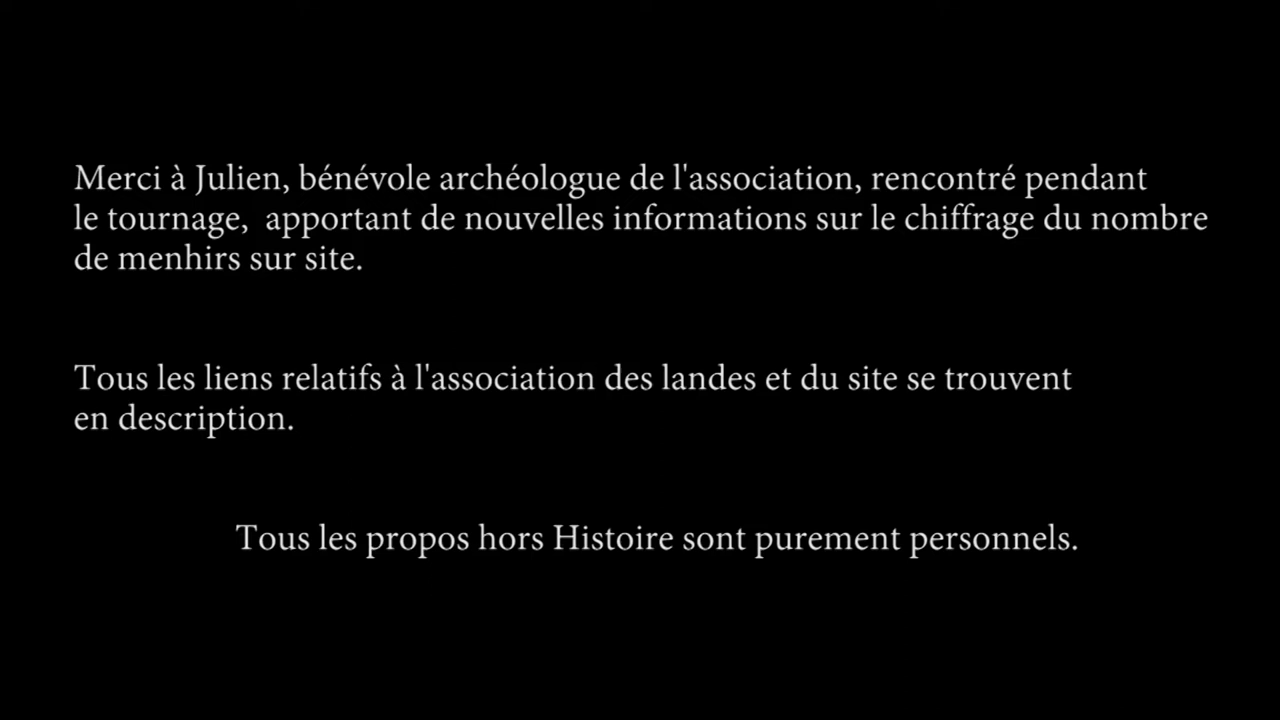 Merci à Julien, bénévole archéologue de l'association, rencontré pendant
le tournage,  apportant de nouvelles informations sur le chiffrage du nombre
de menhirs sur site.
Tous les liens relatifs à l'association des landes et du site se trouvent
en description.
Tous les propos hors Histoire sont purement personnels.